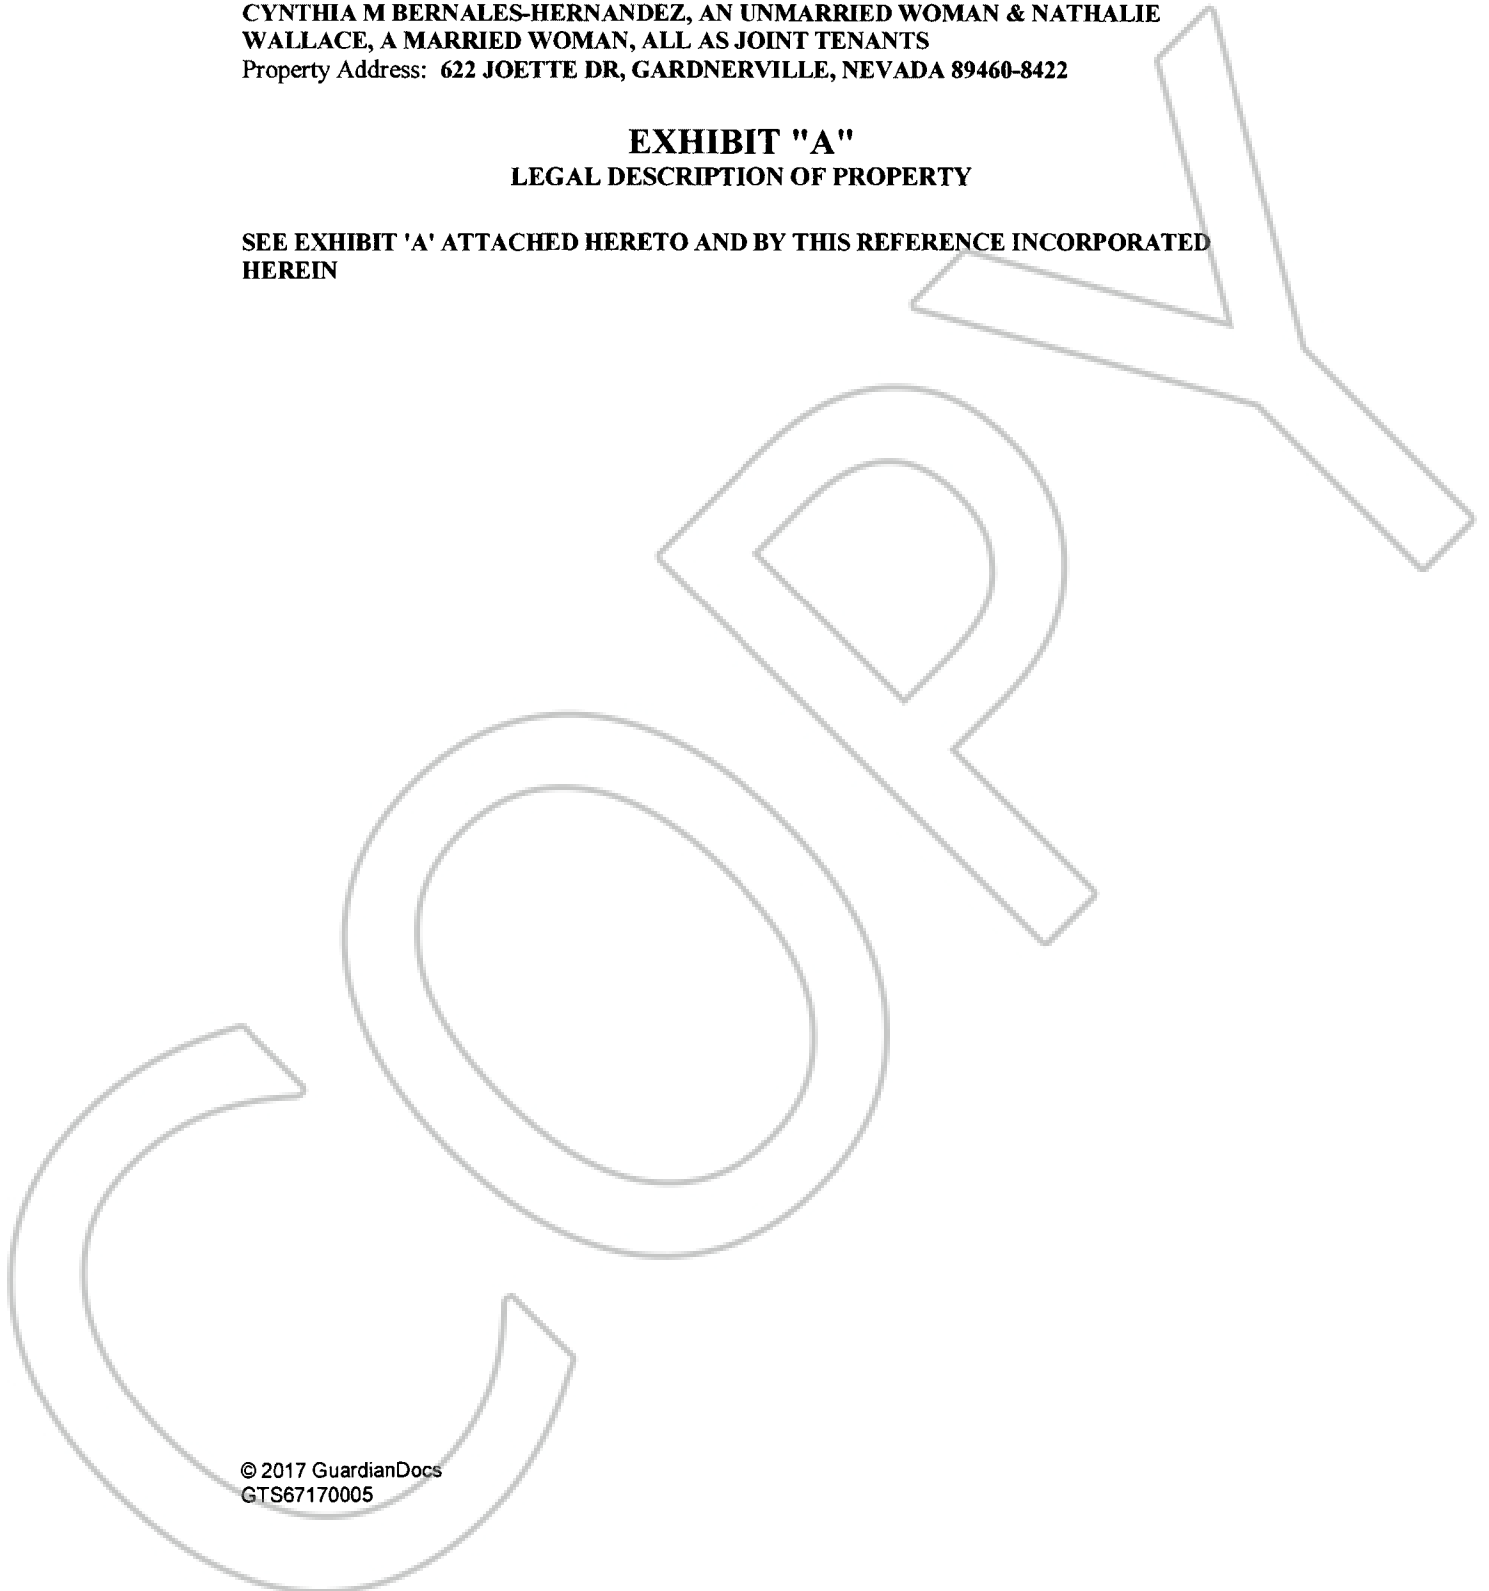 CYNTHIA M BERNALES-HERNANDEZ, AN UNMARRIED WOMAN & NATHALIE
WALLACE, A MARRIED WOMAN, ALL AS JOINT TENANTS
Property Address: 622 JOETTE DR, GARDNERVILLE, NEVADA 89460-8422
EXHIBIT "A"
LEGAL DESCRIPTION OF PROPERTY
SEE EXHIBIT 'A' ATTACHED HERETO AND BY THIS REFERENCE INCORPORATED
HEREIN
COPY
© 2017 GuardianDocs
GTS67170005